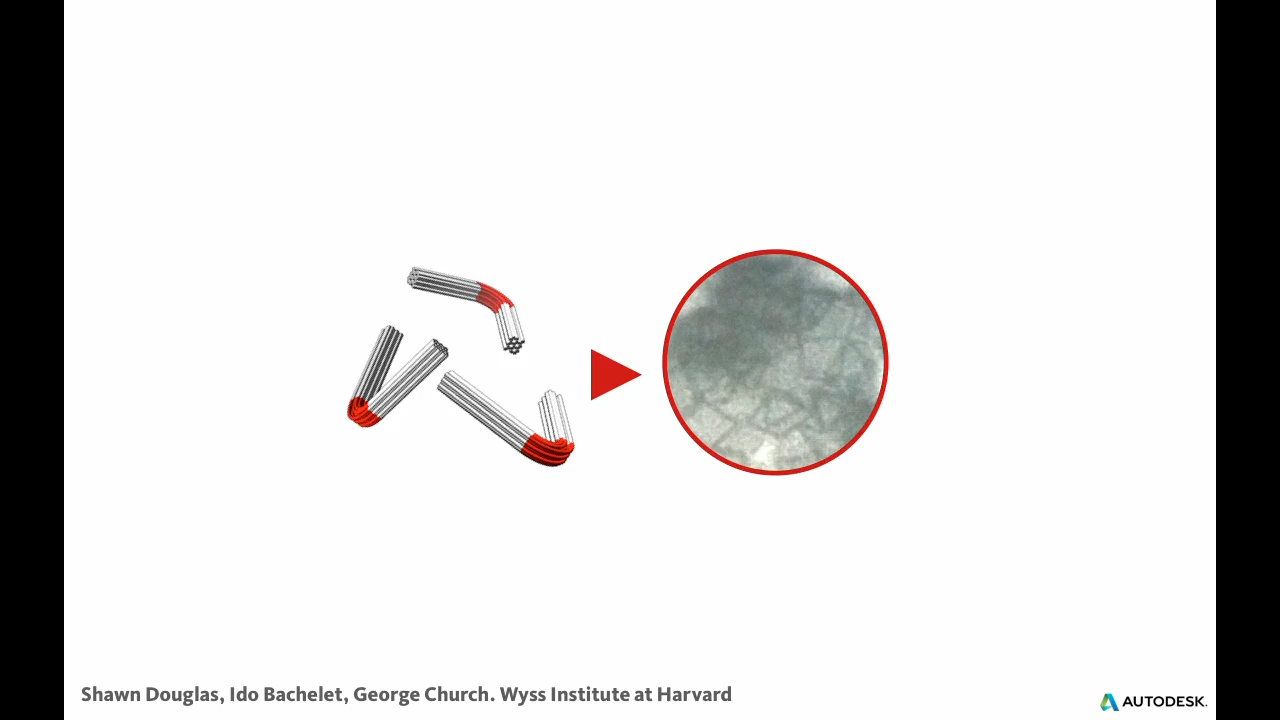 Shawn Douglas, Ido Bachelet, George Church. Wyss Institute at Harvard
AUTODESK.